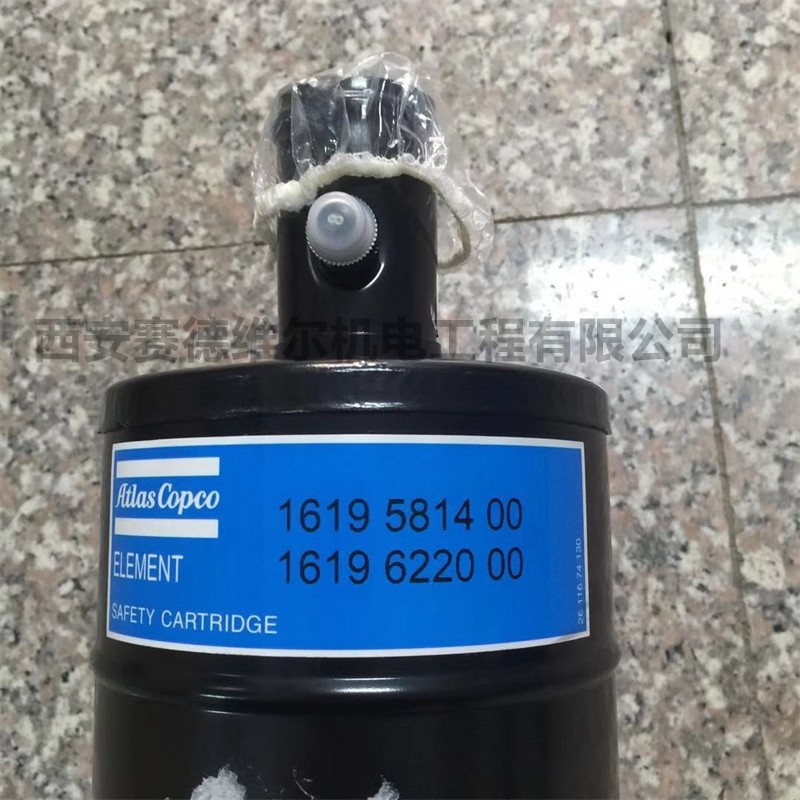 西安赛德维尔机电工程有限公司
Atlas Copco
1619 5814 00
ELEMENT
1619 6220 00
SAFETY CARTRIDGE
26 116 74 130